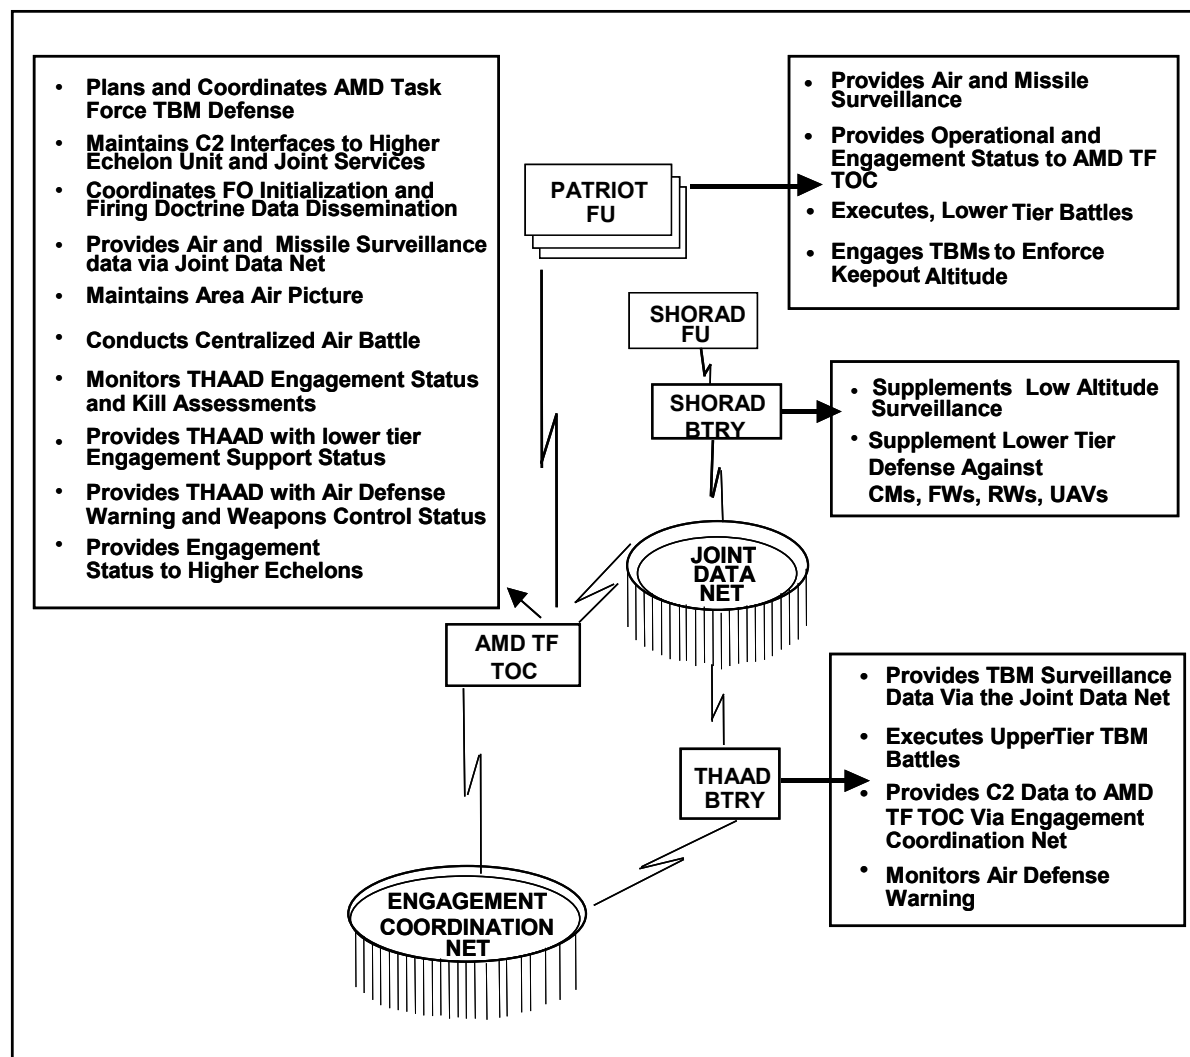 • Plans and Coordinates AMD Task
Force TBM Defense
• Maintains C2 Interfaces to Higher
Echelon Unit and Joint Services
• Coordinates FO Initialization and
Firing Doctrine Data Dissemination
• Provides Air and Missile Surveillance
data via Joint Data Net
• Maintains Area Air Picture
• Conducts Centralized Air Battle
• Monitors THAAD Engagement Status
and Kill Assessments
• Provides THAAD with lower tier
Engagement Support Status
• Provides THAAD with Air Defense
Warning and Weapons Control Status
• Provides Engagement
Status to Higher Echelons
PATRIOT
FU
• Provides Air and Missile
Surveillance
• Provides Operational and
Engagement Status to AMD TF
TOC
• Executes, Lower Tier Battles
• Engages TBMs to Enforce
Keepout Altitude
SHORAD
FU
SHORAD
BTRY
• Supplements Low Altitude
Surveillance
• Supplement Lower Tier
Defense Against
CMs, FWs, RWs, UAVs
JOINT
DATA
NET
AMD TF
TOC
THAAD
BTRY
• Provides TBM Surveillance
Data Via the Joint Data Net
• Executes UpperTier TBM
Battles
• Provides C2 Data to AMD
TF TOC Via Engagement
Coordination Net
• Monitors Air Defense
Warning
ENGAGEMENT
COORDINATION
NET